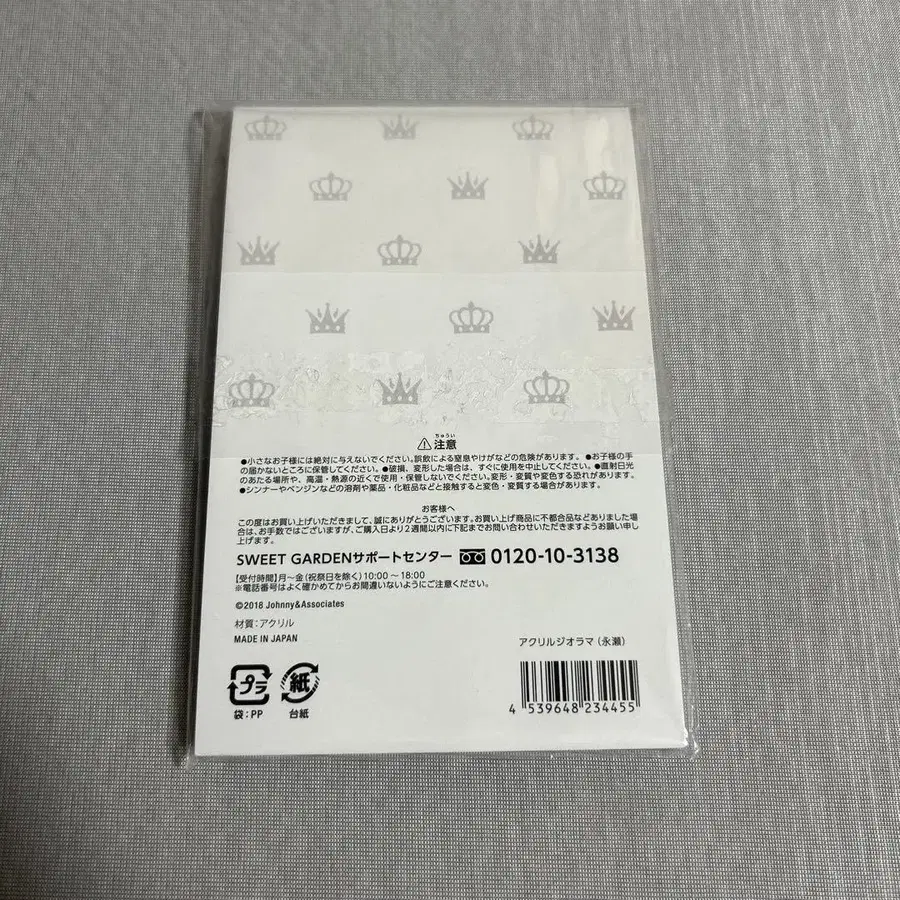 ちゅうい
⚠注意
●小さなお子様には絶対に与えないでください。誤飲による窒息やけがなどの危険があります。●お子様の手
の届かないところに保管してください。●破損、変形した場合は、すぐに使用を中止してください。●直射日光
のあたる場所や、高温・熱源の近くで使用・保管しないでください。変形・変質や変色する恐れがあります。
●シンナーやベンジンなどの溶剤や薬品・化粧品などと接触すると変色・変質する場合があります。
お客様へ
この度はお買い上げいただきまして、誠にありがとうございます。お買い上げ商品に不都合品などありました場
合は、お手数ではございますが、ご購入日より2週間以内に下記までお問い合わせいただきますようお願い申し
上げます。
SWEET GARDENサポートセンター 0120-10-3138
【受付時間】月〜金(祝祭日を除く)10:00〜18:00
※電話番号はよく確かめてからお間違いないようにご注意ください。
©2018 Johnny&Associates
材質:アクリル
MADE IN JAPAN
アクリルジオラマ(永瀬)
プラ
紙
袋:PP
台紙
4 539648 234455